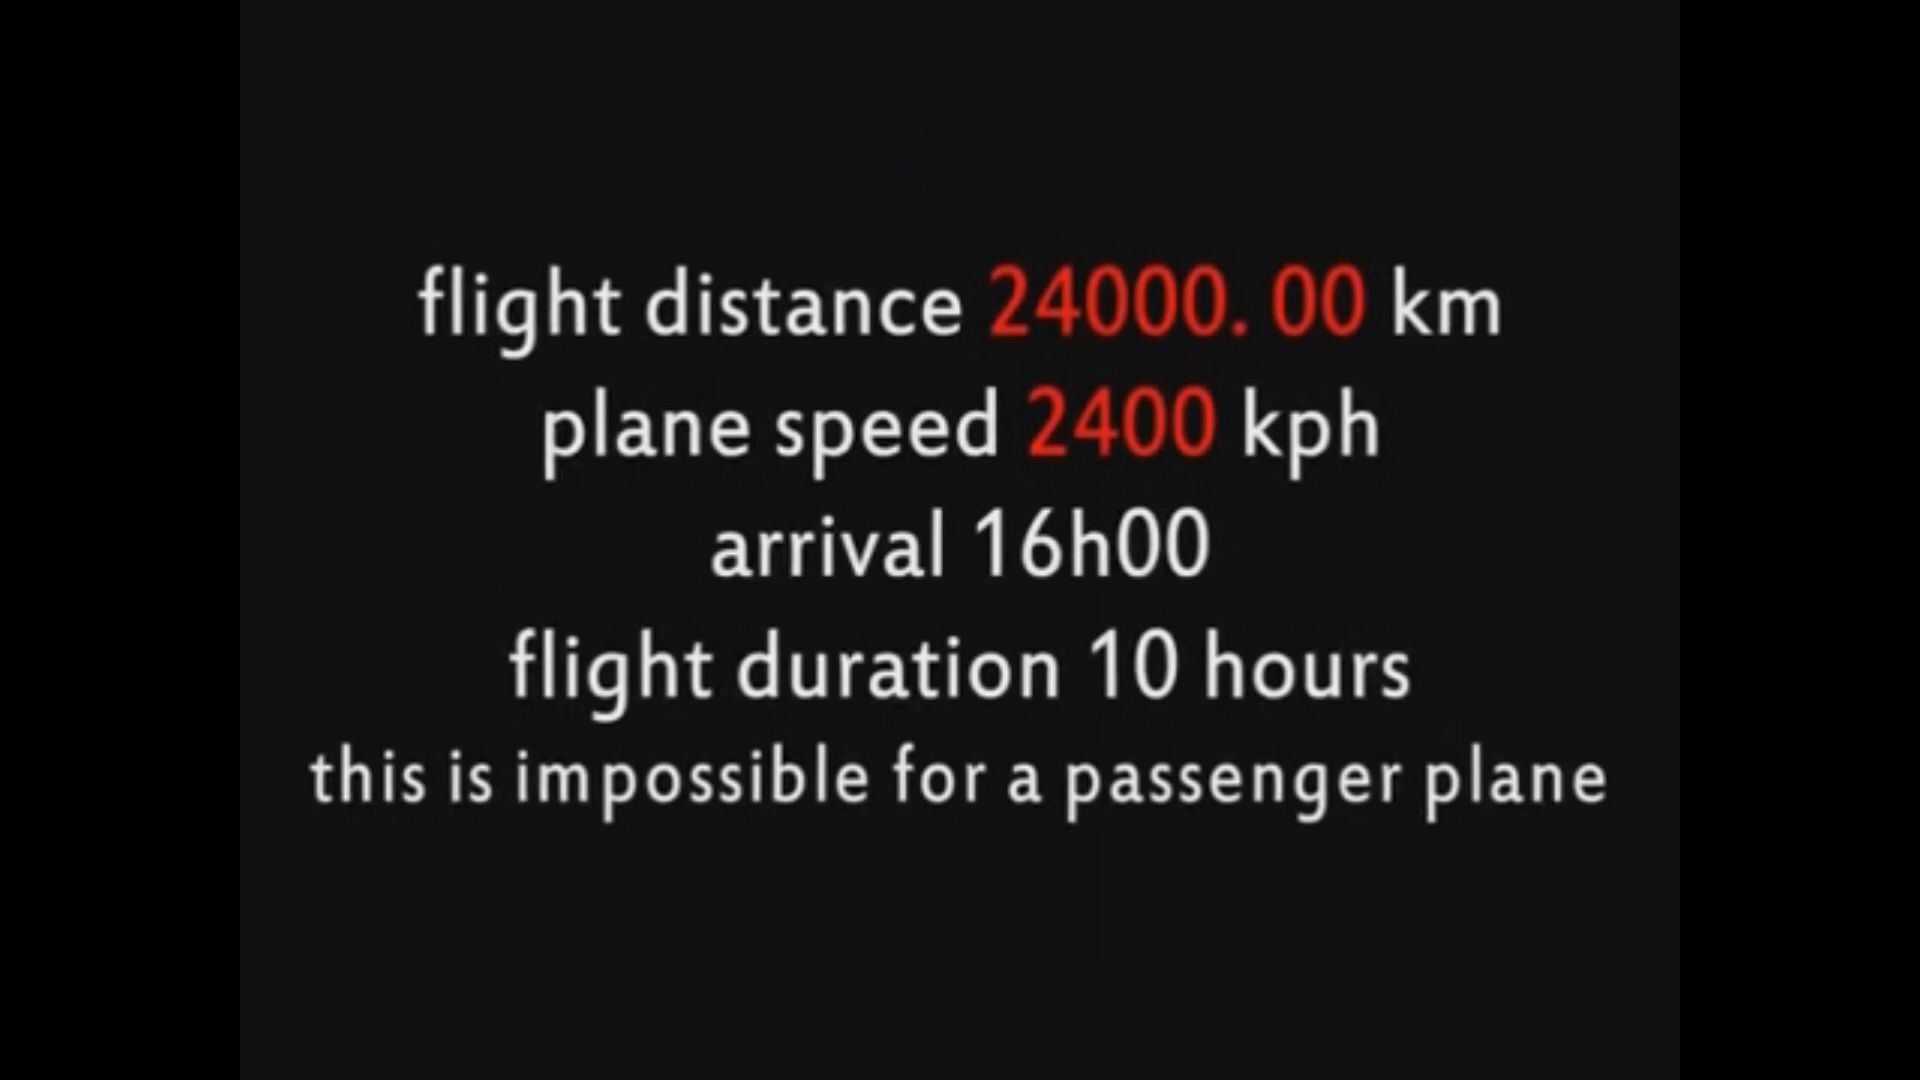 flight distance 24000. 00 km
plane speed 2400 kph
arrival 16h00
flight duration 10 hours
this is impossible for a passenger plane